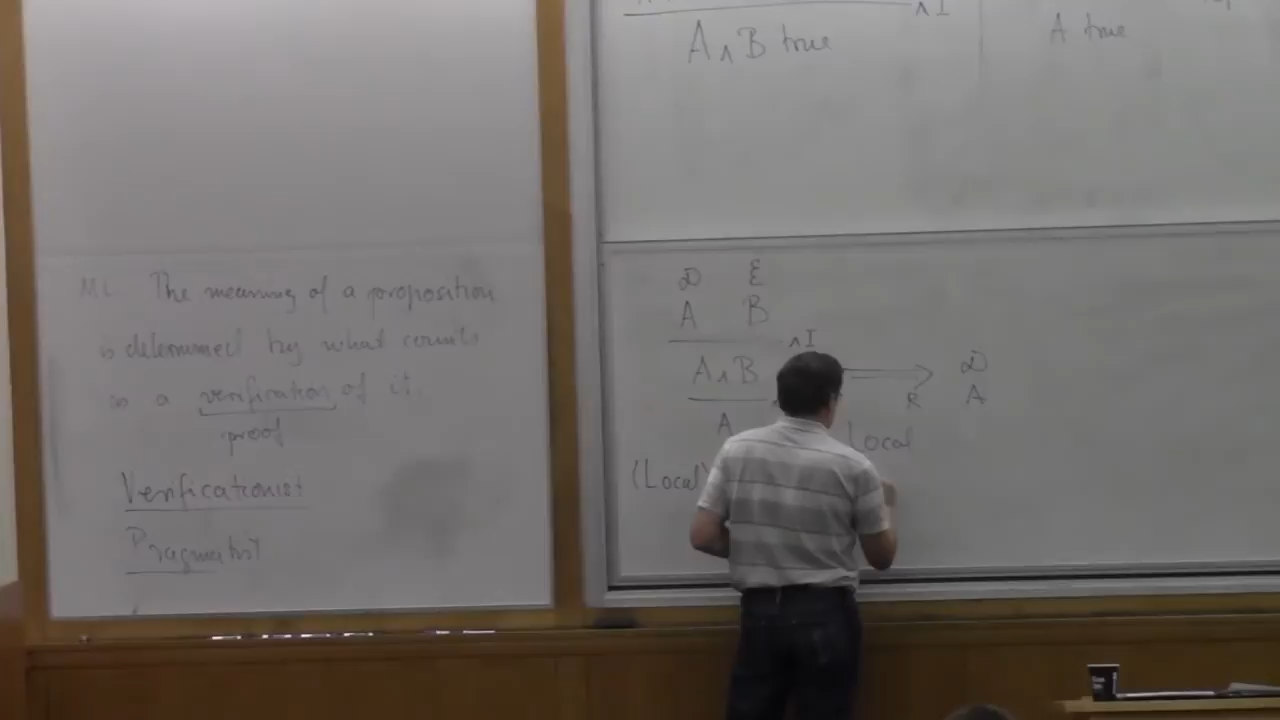 ML. The meaning of a proposition
is determined by what counts
as a verification of it.
proof
Verificationist
Pragmatist
∧I
A∧B true
A true
D E
A B
∧I
A∧B
A
⇒R
D
A
(Local)
Local